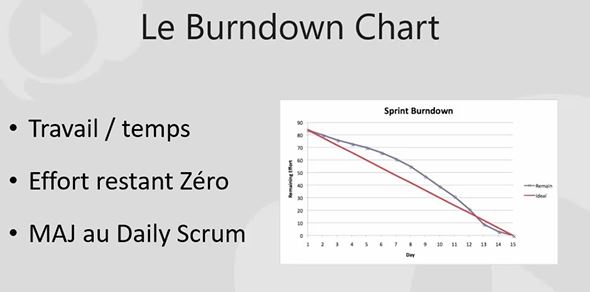 Le Burndown Chart
• Travail / temps
• Effort restant Zéro
• MAJ au Daily Scrum
Sprint Burndown
Remaining Effort
90
80
70
60
50
40
30
20
10
0
1 2 3 4 5 6 7 8 9 10 11 12 13 14 15
Day
Remain
Ideal